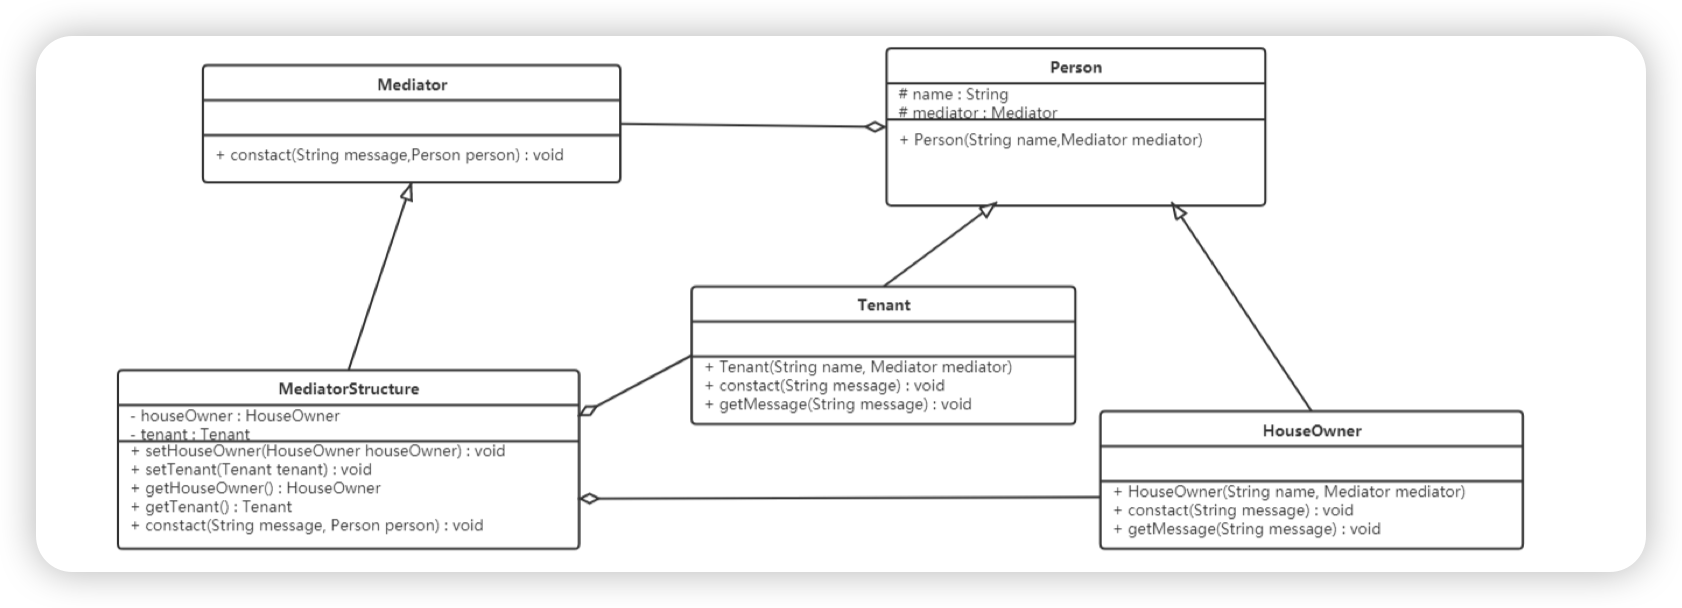 Mediator
+ constact(String message,Person person) : void
Person
# name : String
# mediator : Mediator
+ Person(String name,Mediator mediator)
Tenant
+ Tenant(String name, Mediator mediator)
+ constact(String message) : void
+ getMessage(String message) : void
MediatorStructure
- houseOwner : HouseOwner
- tenant : Tenant
+ setHouseOwner(HouseOwner houseOwner) : void
+ setTenant(Tenant tenant) : void
+ getHouseOwner() : HouseOwner
+ getTenant() : Tenant
+ constact(String message, Person person) : void
HouseOwner
+ HouseOwner(String name, Mediator mediator)
+ constact(String message) : void
+ getMessage(String message) : void